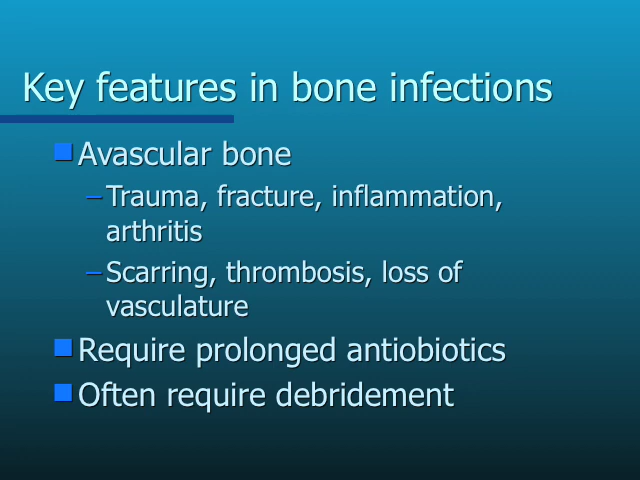 Key features in bone infections
Avascular bone
–Trauma, fracture, inflammation,
arthritis
–Scarring, thrombosis, loss of
vasculature
Require prolonged antiobiotics
Often require debridement